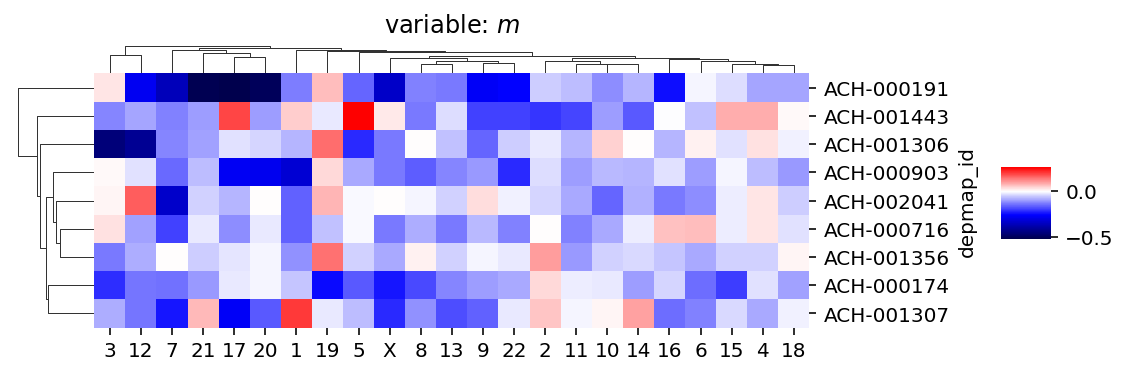 variable: m
ACH-000191
ACH-001443
ACH-001306
ACH-000903
ACH-002041
ACH-000716
ACH-001356
ACH-000174
ACH-001307
depmap_id
0.0
−0.5
3 12 7 21 17 20 1 19 5 X 8 13 9 22 2 11 10 14 16 6 15 4 18